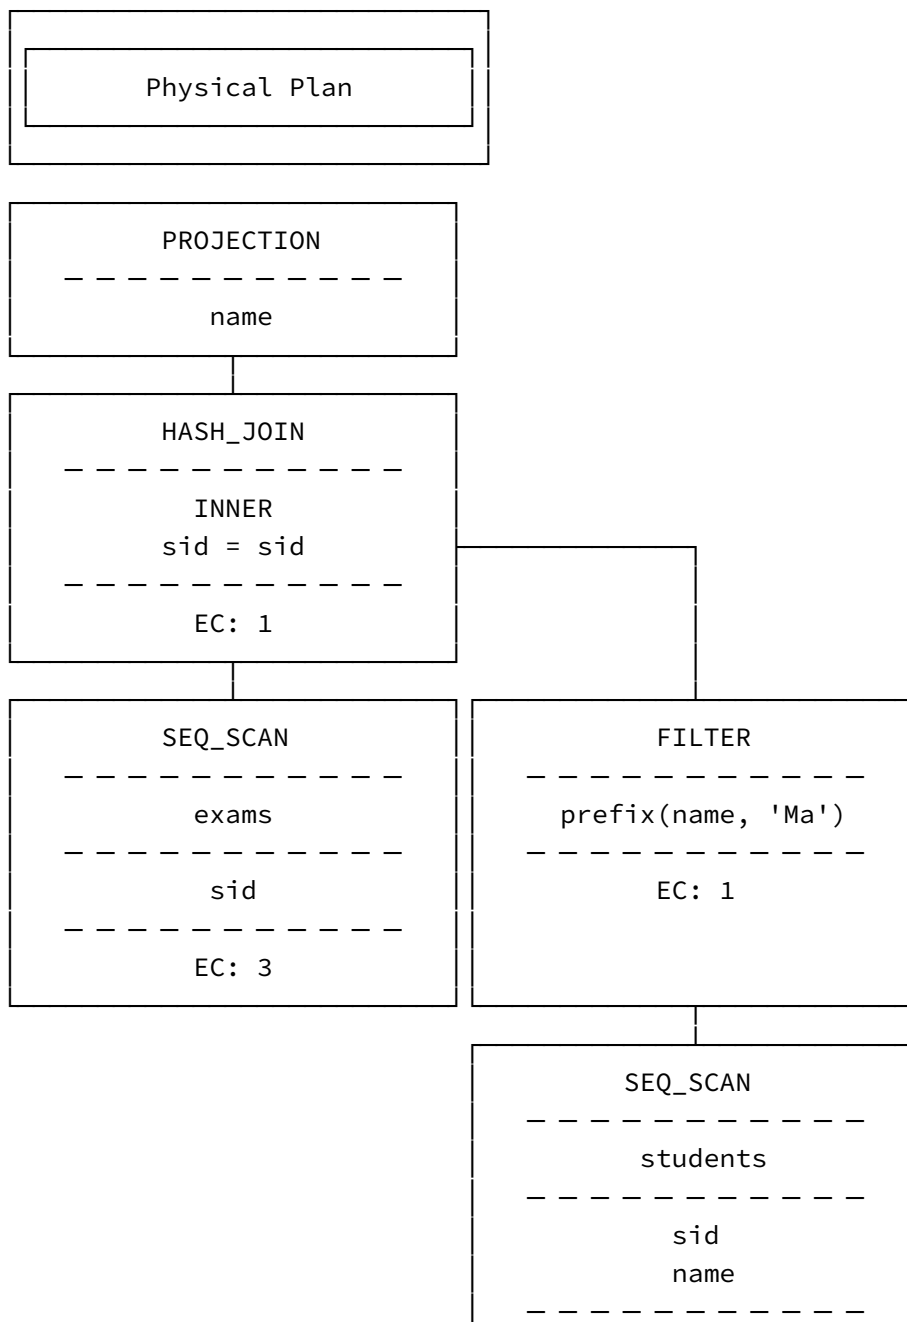 Physical Plan
PROJECTION
name
HASH_JOIN
INNER
sid = sid
EC: 1
SEQ_SCAN
exams
sid
EC: 3
FILTER
prefix(name, 'Ma')
EC: 1
SEQ_SCAN
students
sid
name